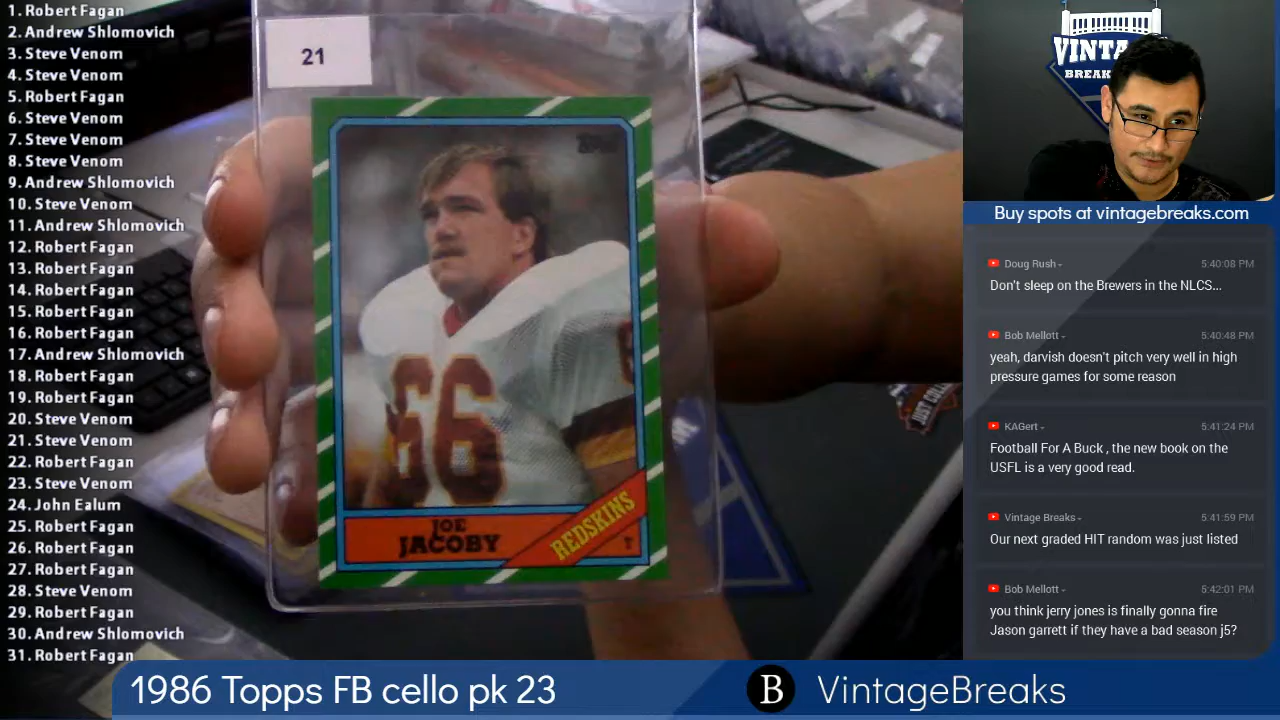 1. Robert Fagan
2. Andrew Shlomovich
3. Steve Venom
4. Steve Venom
5. Robert Fagan
6. Steve Venom
7. Steve Venom
8. Steve Venom
9. Andrew Shlomovich
10. Steve Venom
11. Andrew Shlomovich
12. Robert Fagan
13. Robert Fagan
14. Robert Fagan
15. Robert Fagan
16. Robert Fagan
17. Andrew Shlomovich
18. Robert Fagan
19. Robert Fagan
20. Steve Venom
21. Steve Venom
22. Robert Fagan
23. Steve Venom
24. John Ealum
25. Robert Fagan
26. Robert Fagan
27. Robert Fagan
28. Steve Venom
29. Robert Fagan
30. Andrew Shlomovich
31. Robert Fagan
21
TOPPS
66
JOE
JACOBY
REDSKINS
T
JUST
BREAK
Buy spots at vintagebreaks.com
Doug Rush
5:40:08 PM
Don't sleep on the Brewers in the NLCS...
Bob Mellott
5:40:48 PM
yeah, darvish doesn't pitch very well in high
pressure games for some reason
KAGert
5:41:24 PM
Football For A Buck , the new book on the
USFL is a very good read.
Vintage Breaks
5:41:59 PM
Our next graded HIT random was just listed
Bob Mellott
5:42:01 PM
you think jerry jones is finally gonna fire
Jason garrett if they have a bad season j5?
1986 Topps FB cello pk 23
B VintageBreaks